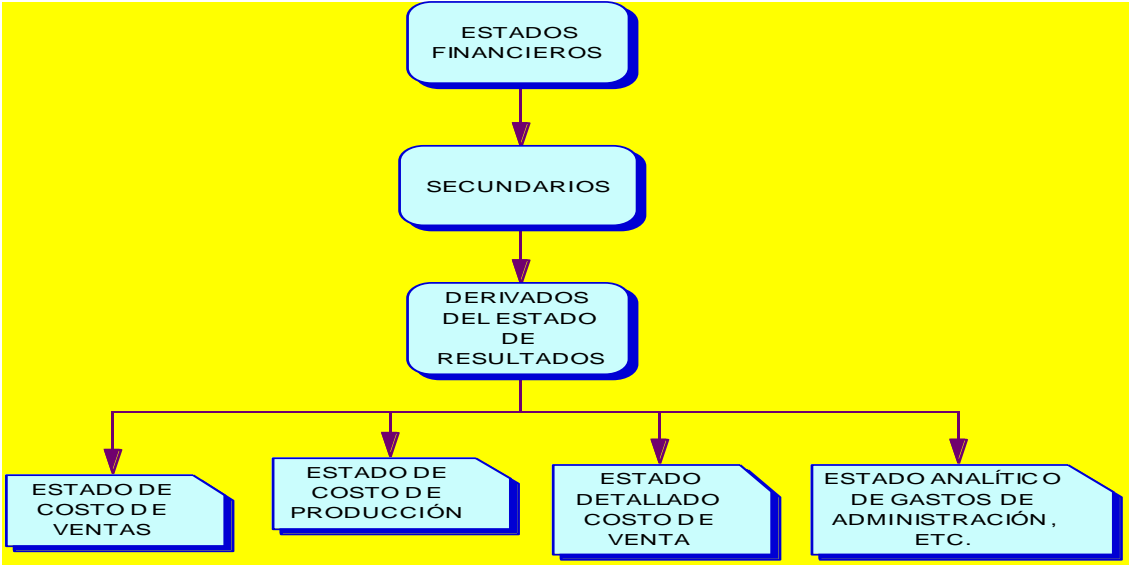 ESTADOS
FINANCIEROS
SECUNDARIOS
DERIVADOS
DEL ESTADO
DE
RESULTADOS
ESTADO DE
COSTO DE
VENTAS
ESTADO DE
COSTO DE
PRODUCCIÓN
ESTADO
DETALLADO
COSTO DE
VENTA
ESTADO ANALÍTICO
DE GASTOS DE
ADMINISTRACIÓN,
ETC.